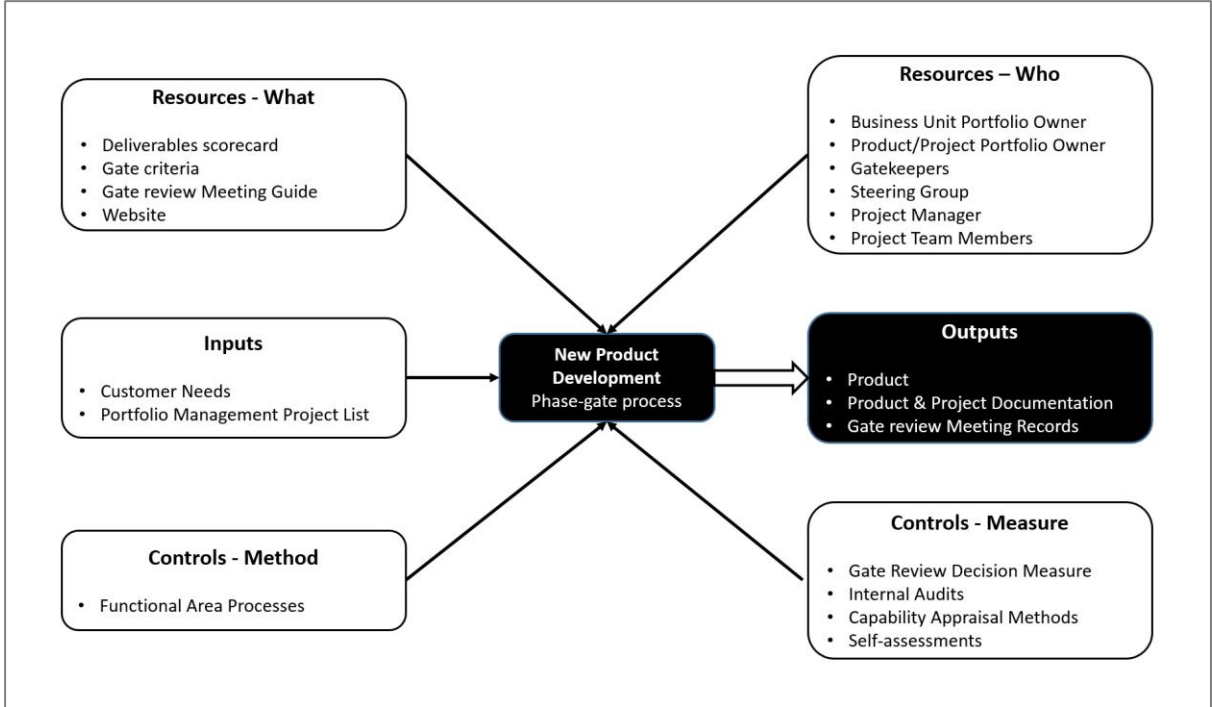 Resources - What
• Deliverables scorecard
• Gate criteria
• Gate review Meeting Guide
• Website
Resources – Who
• Business Unit Portfolio Owner
• Product/Project Portfolio Owner
• Gatekeepers
• Steering Group
• Project Manager
• Project Team Members
Inputs
• Customer Needs
• Portfolio Management Project List
New Product
Development
Phase-gate process
Outputs
• Product
• Product & Project Documentation
• Gate review Meeting Records
Controls - Method
• Functional Area Processes
Controls - Measure
• Gate Review Decision Measure
• Internal Audits
• Capability Appraisal Methods
• Self-assessments